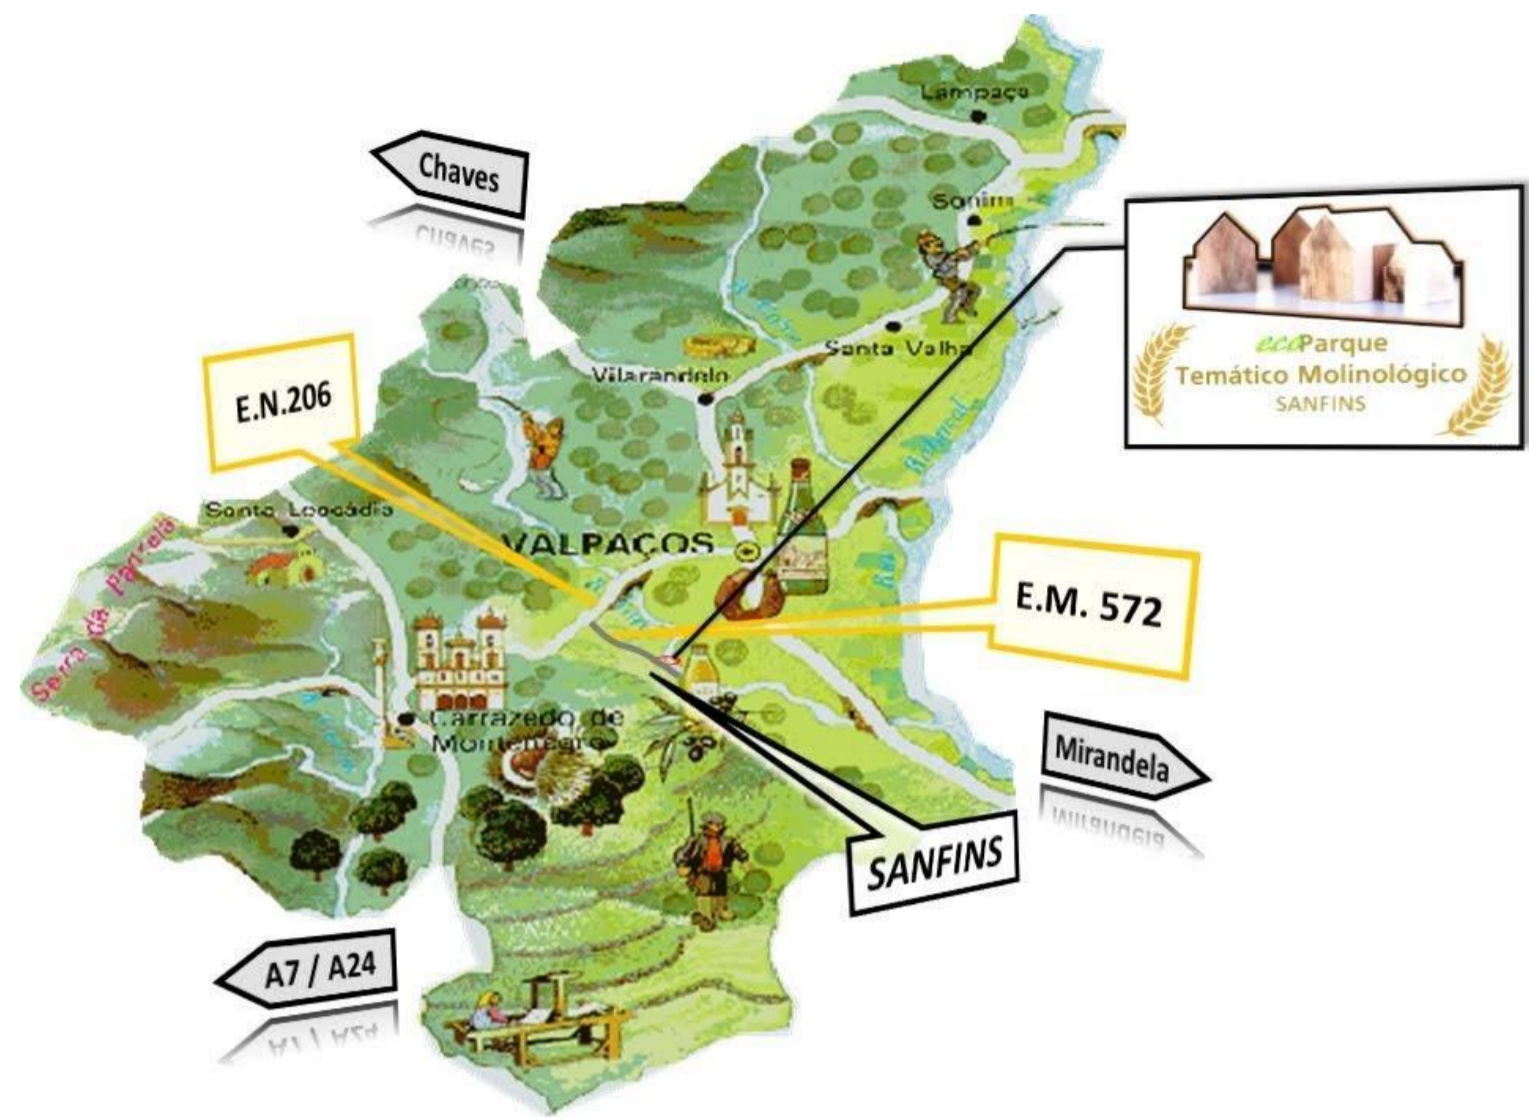 Lampaça
Chaves
Sonim
ecoParque
Temático Molinológico
SANFINS
Santa Valha
Vilarandelo
E.N.206
Santa Leocádia
VALPAÇOS
Serra da Panreia
E.M. 572
Carrazedo de
Montenegro
Mirandela
SANFINS
A7 / A24